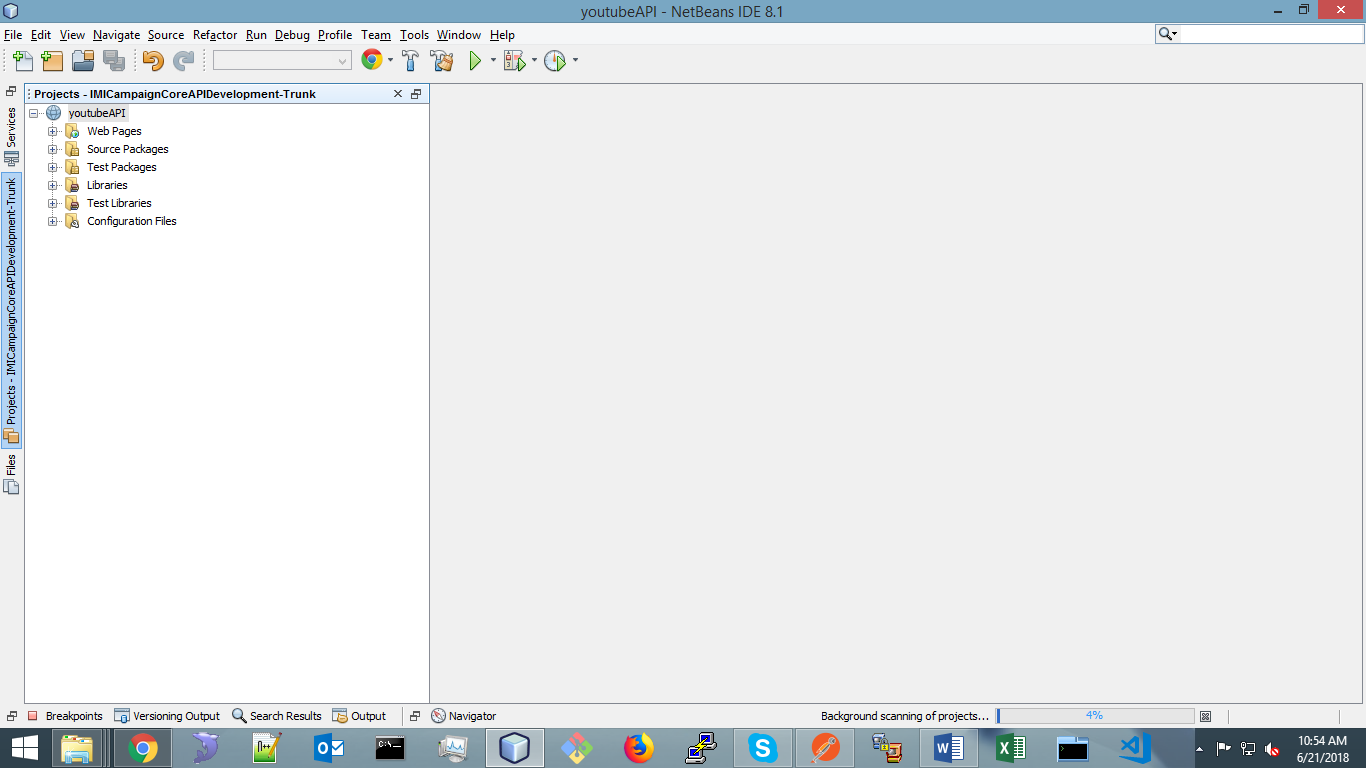 youtubeAPI - NetBeans IDE 8.1
File Edit View Navigate Source Refactor Run Debug Profile Team Tools Window Help
Projects - IMICampaignCoreAPIDevelopment-Trunk
youtubeAPI
Web Pages
Source Packages
Test Packages
Libraries
Test Libraries
Configuration Files
Services
Projects - IMICampaignCoreAPIDevelopment-Trunk
Files
Breakpoints Versioning Output Search Results Output Navigator Background scanning of projects... 4%
10:54 AM
6/21/2018